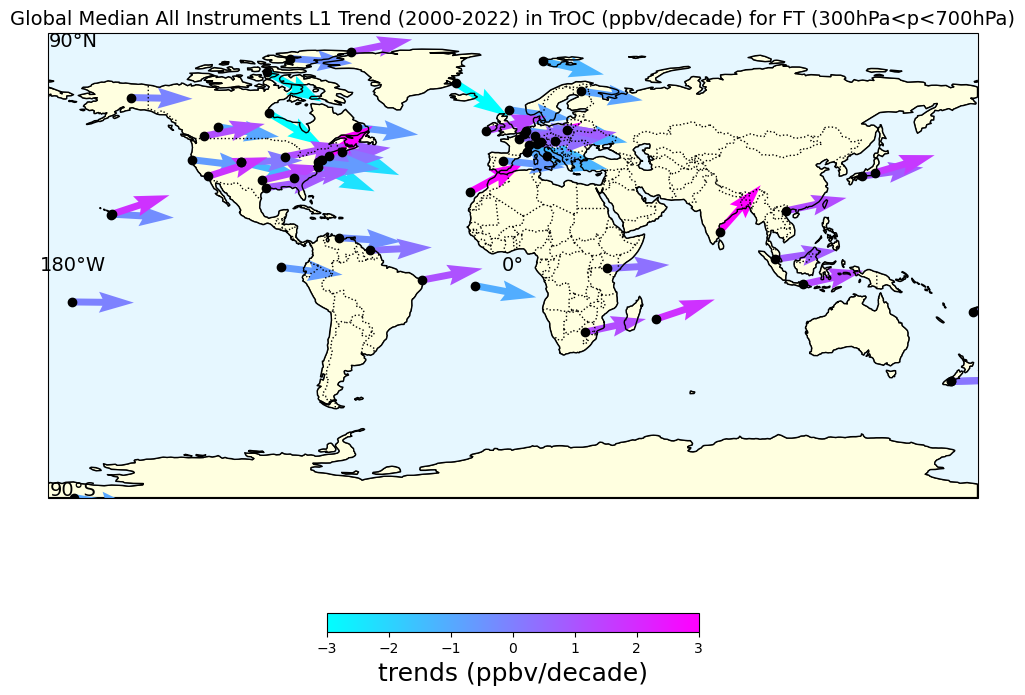 Global Median All Instruments L1 Trend (2000-2022) in TrOC (ppbv/decade) for FT (300hPa<p<700hPa)
90°N
180°W 0°
90°S
−3 −2 −1 0 1 2 3
trends (ppbv/decade)